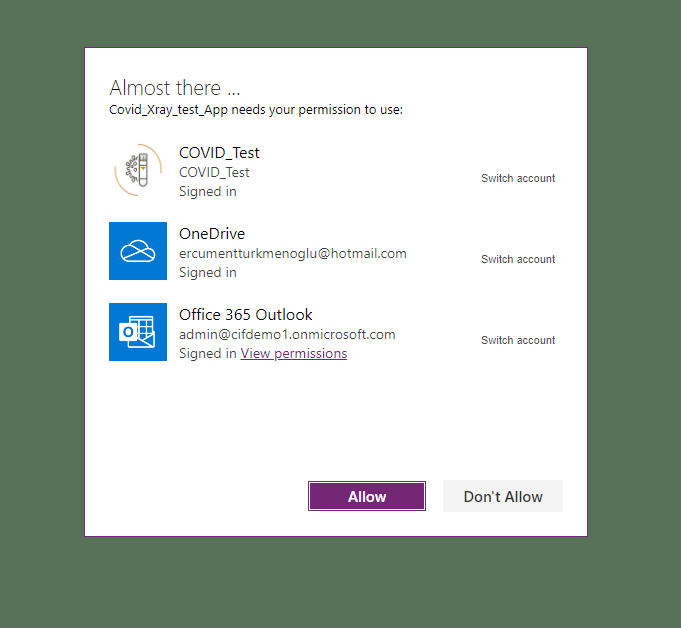 Almost there ...
Covid_Xray_test_App needs your permission to use:
COVID_Test
COVID_Test
Signed in
Switch account
OneDrive
ercumentturkmenoglu@hotmail.com
Signed in
Switch account
Office 365 Outlook
admin@cifdemo1.onmicrosoft.com
Signed in View permissions
Switch account
Allow
Don't Allow